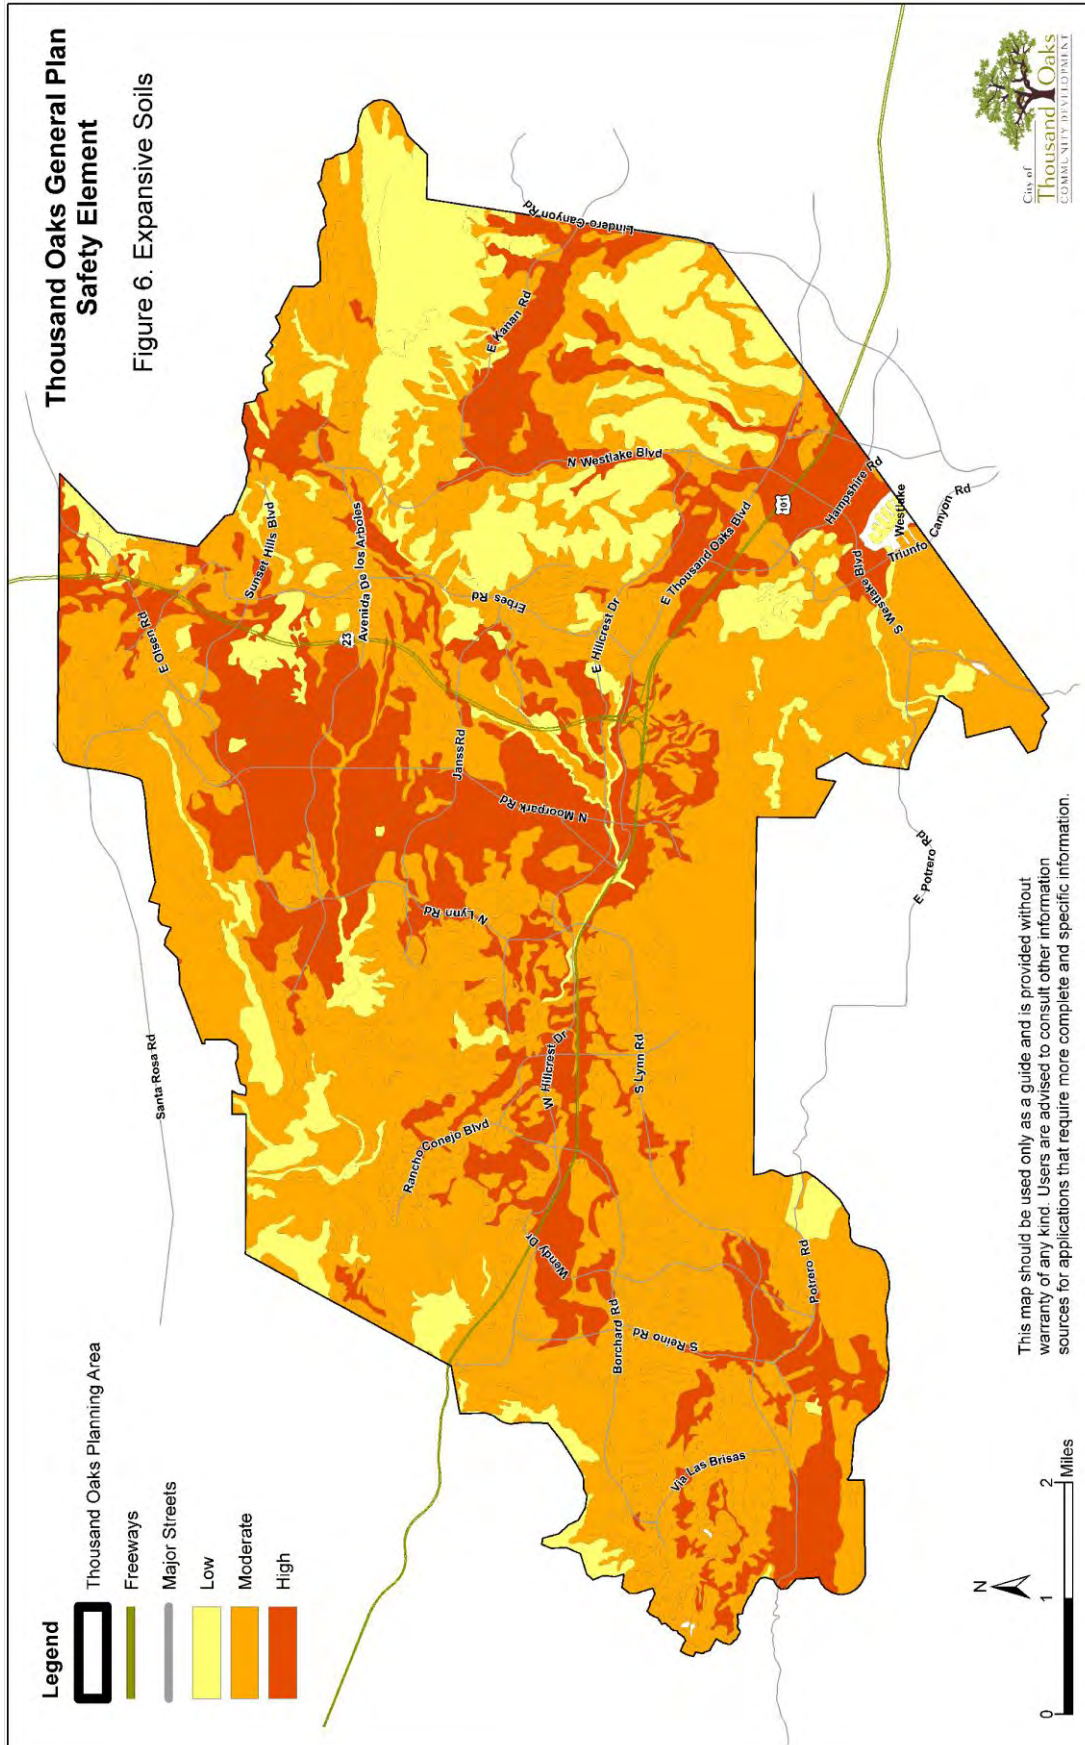 Thousand Oaks General Plan
Safety Element
Figure 6. Expansive Soils
Legend
Thousand Oaks Planning Area
Freeways
Major Streets
Low
Moderate
High
Santa Rosa Rd
E Olsen Rd
Sunset Hills Blvd
23
Avenida De los Arboles
Erbes Rd
Janss Rd
N Moorpark Rd
N Lynn Rd
E Hillcrest Dr
W Hillcrest Dr
Rancho Conejo Blvd
Wendy Dr
Borchard Rd
S Reino Rd
S Lynn Rd
Via Las Brisas
Potrero Rd
E Potrero Rd
E Kanan Rd
Lindero Canyon Rd
N Westlake Blvd
E Thousand Oaks Blvd
101
Hampshire Rd
Westlake
Triunfo Canyon Rd
S Westlake Blvd
N
0 1 2
Miles
This map should be used only as a guide and is provided without
warranty of any kind. Users are advised to consult other information
sources for applications that require more complete and specific information.
City of
Thousand Oaks
COMMUNITY DEVELOPMENT